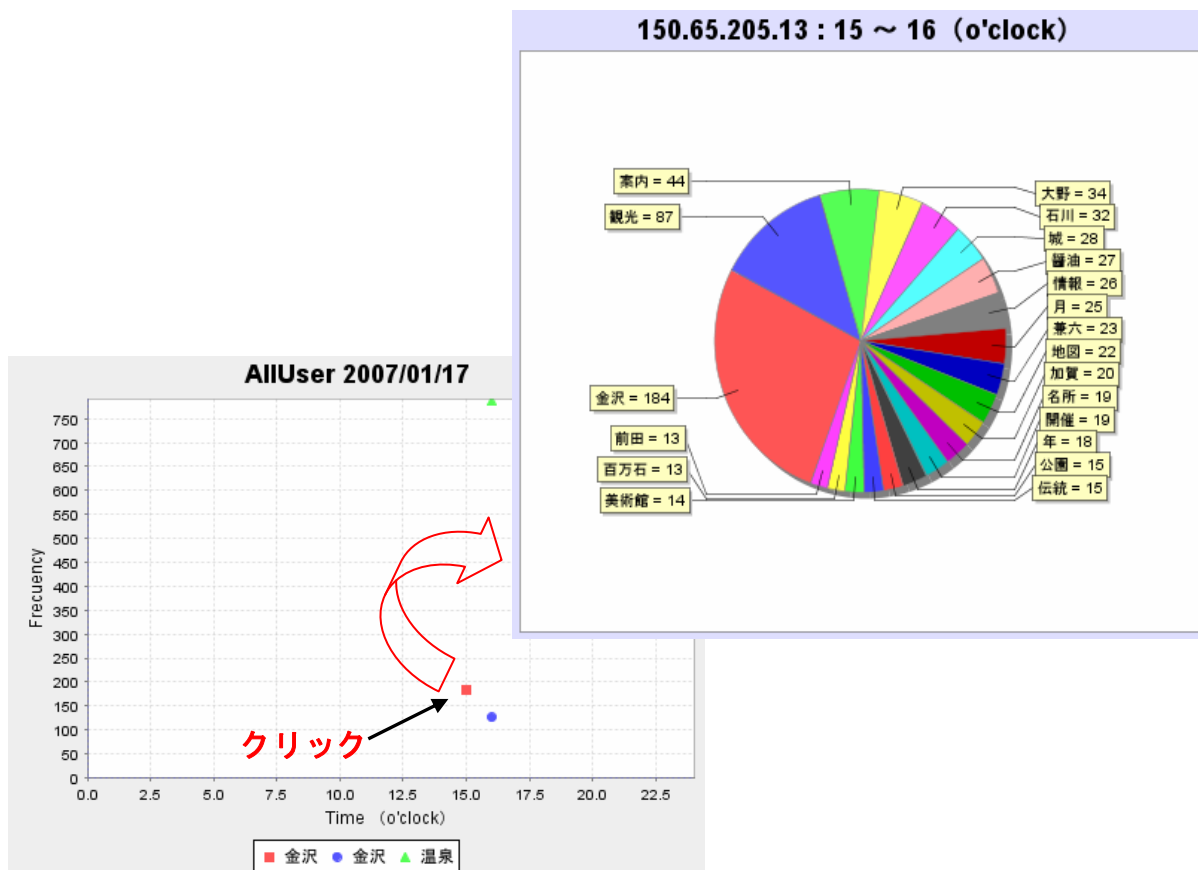 150.65.205.13 : 15 ～ 16（o'clock）
案内 = 44
観光 = 87
金沢 = 184
前田 = 13
百万石 = 13
美術館 = 14
大野 = 34
石川 = 32
城 = 28
醤油 = 27
情報 = 26
月 = 25
兼六 = 23
地図 = 22
加賀 = 20
名所 = 19
開催 = 19
年 = 18
公園 = 15
伝統 = 15
AllUser 2007/01/17
Frecuency
750
700
650
600
550
500
450
400
350
300
250
200
150
100
50
0
クリック
0.0 2.5 5.0 7.5 10.0 12.5 15.0 17.5 20.0 22.5
Time （o'clock）
金沢 金沢 温泉